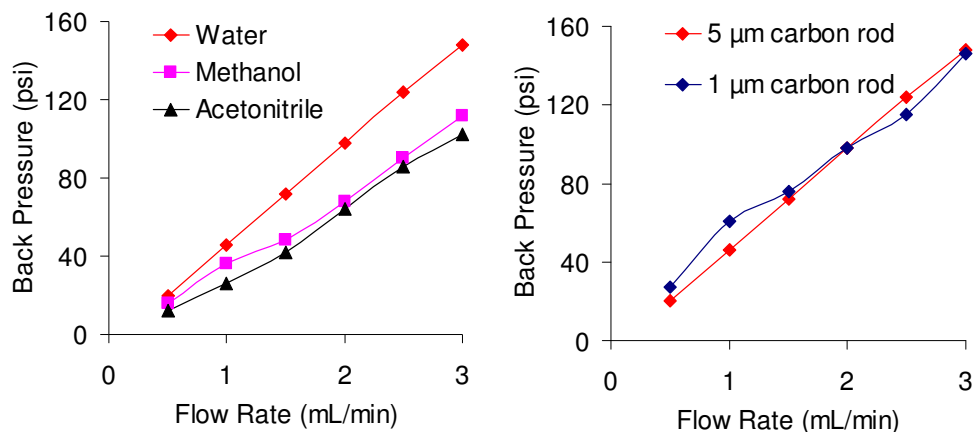 160
120
80
40
0
Back Pressure (psi)
Water
Methanol
Acetonitrile
0 1 2 3
Flow Rate (mL/min)
160
120
80
40
0
Back Pressure (psi)
5 µm carbon rod
1 µm carbon rod
0 1 2 3
Flow Rate (mL/min)